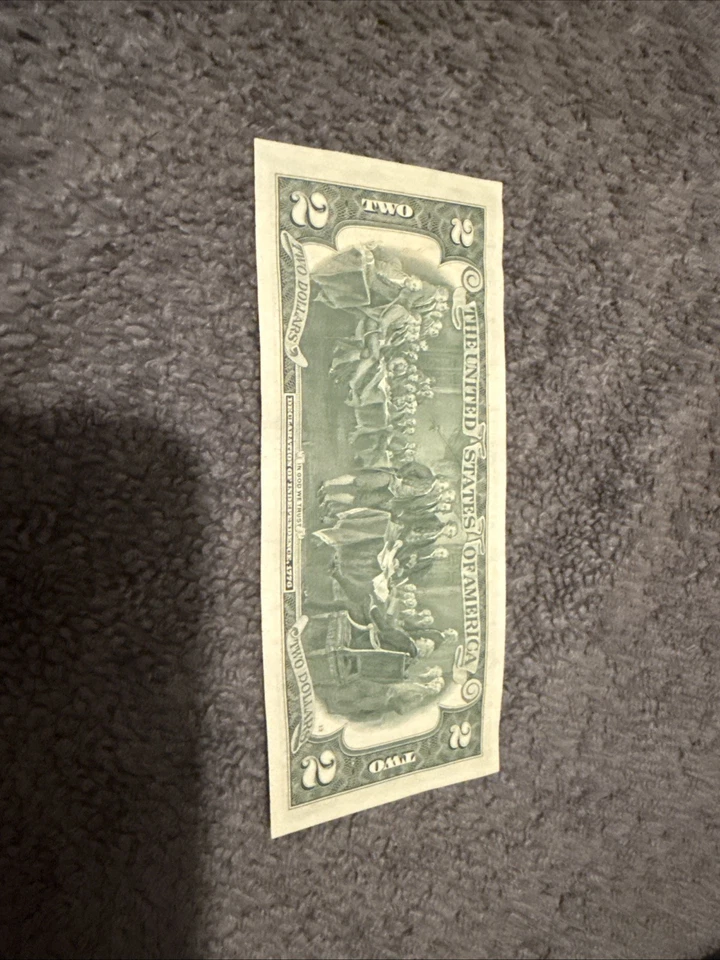 2 TWO 2
THE UNITED STATES OF AMERICA
TWO DOLLARS
IN GOD WE TRUST
DECLARATION OF INDEPENDENCE, 1776
TWO DOLLARS
2 TWO 2